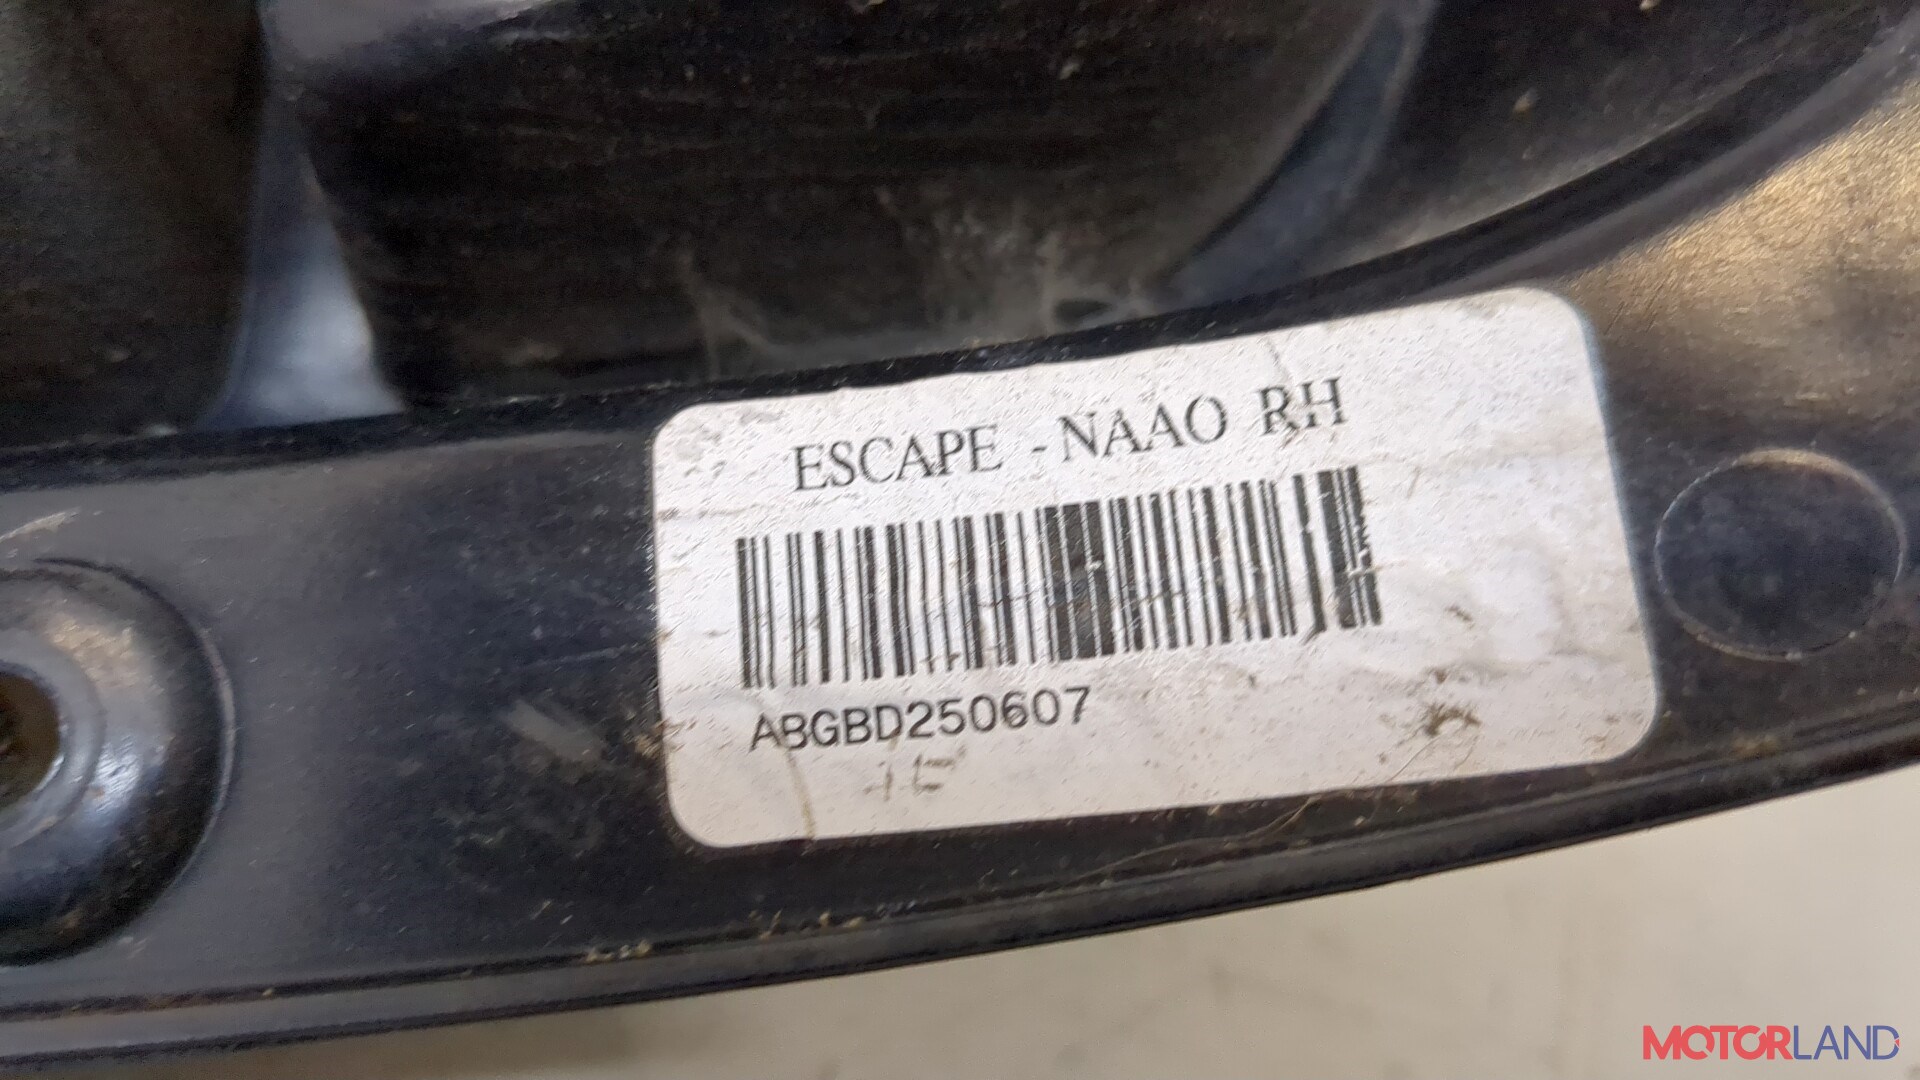 ESCAPE - NAAO RH
ABGBD250607
MOTORLAND